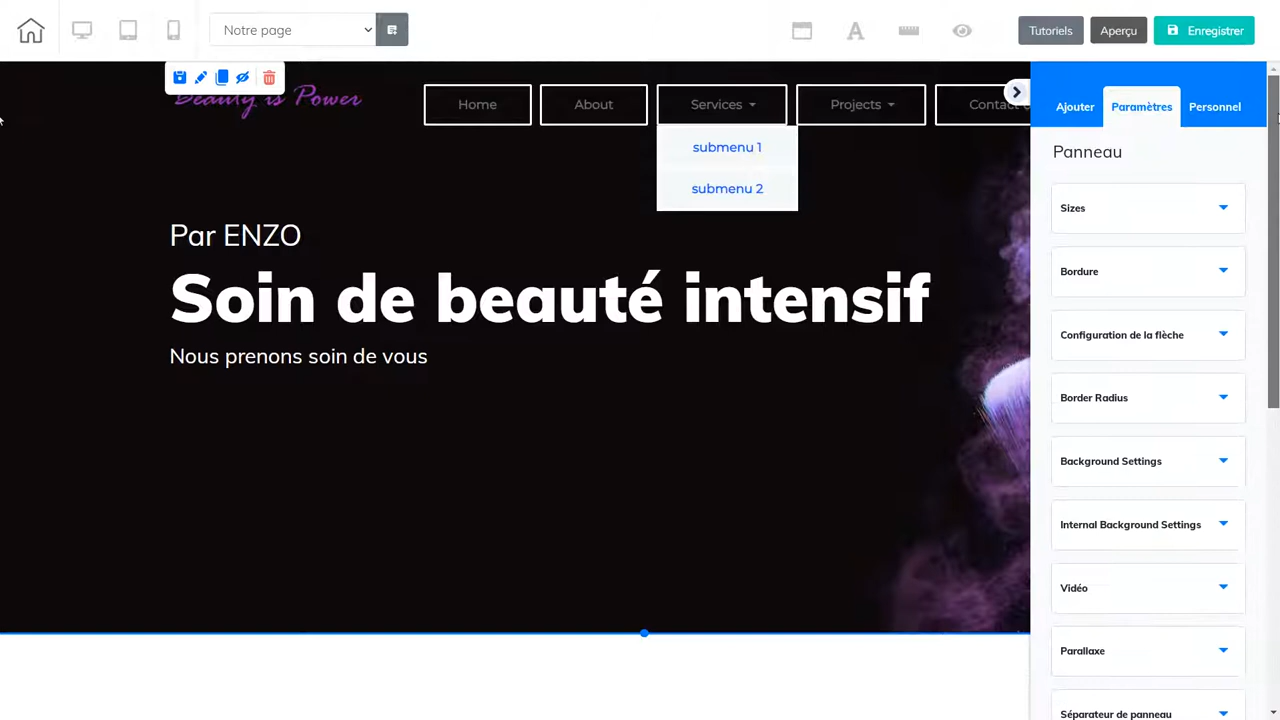 Notre page
Tutoriels
Aperçu
Enregistrer
Beauty is Power
Home
About
Services
Projects
Contact
submenu 1
submenu 2
Par ENZO
Soin de beauté intensif
Nous prenons soin de vous
Ajouter
Paramètres
Personnel
Panneau
Sizes
Bordure
Configuration de la flèche
Border Radius
Background Settings
Internal Background Settings
Vidéo
Parallaxe
Séparateur de panneau